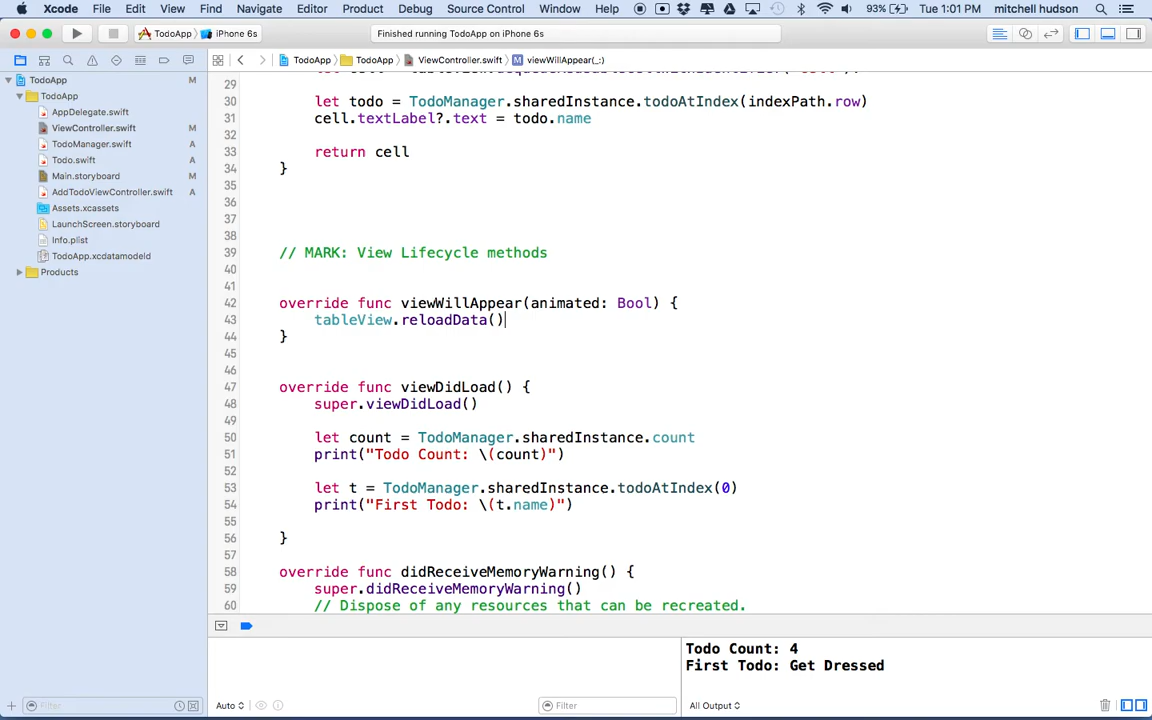 Xcode File Edit View Find Navigate Editor Product Debug Source Control Window Help 93% Tue 1:01 PM mitchell hudson
TodoApp iPhone 6s Finished running TodoApp on iPhone 6s
TodoApp TodoApp ViewController.swift M viewWillAppear(_:)
TodoApp M
TodoApp
AppDelegate.swift
ViewController.swift M
TodoManager.swift A
Todo.swift A
Main.storyboard M
AddTodoViewController.swift A
Assets.xcassets
LaunchScreen.storyboard
Info.plist
TodoApp.xcdatamodeld
Products
29
30 let todo = TodoManager.sharedInstance.todoAtIndex(indexPath.row)
31 cell.textLabel?.text = todo.name
32
33 return cell
34 }
35
36
37
38
39 // MARK: View Lifecycle methods
40
41
42 override func viewWillAppear(animated: Bool) {
43 tableView.reloadData()
44 }
45
46
47 override func viewDidLoad() {
48 super.viewDidLoad()
49
50 let count = TodoManager.sharedInstance.count
51 print("Todo Count: \(count)")
52
53 let t = TodoManager.sharedInstance.todoAtIndex(0)
54 print("First Todo: \(t.name)")
55
56 }
57
58 override func didReceiveMemoryWarning() {
59 super.didReceiveMemoryWarning()
60 // Dispose of any resources that can be recreated.
Todo Count: 4
First Todo: Get Dressed
Filter Auto Filter All Output